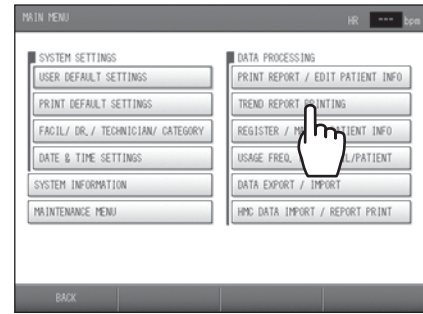 MAIN MENU
HR --- bpm
SYSTEM SETTINGS
USER DEFAULT SETTINGS
PRINT DEFAULT SETTINGS
FACIL/ DR./ TECHNICIAN/ CATEGORY
DATE & TIME SETTINGS
SYSTEM INFORMATION
MAINTENANCE MENU
DATA PROCESSING
PRINT REPORT / EDIT PATIENT INFO
TREND REPORT PRINTING
REGISTER / PATIENT INFO
USAGE FREQ. /PATIENT
DATA EXPORT / IMPORT
HMC DATA IMPORT / REPORT PRINT
BACK